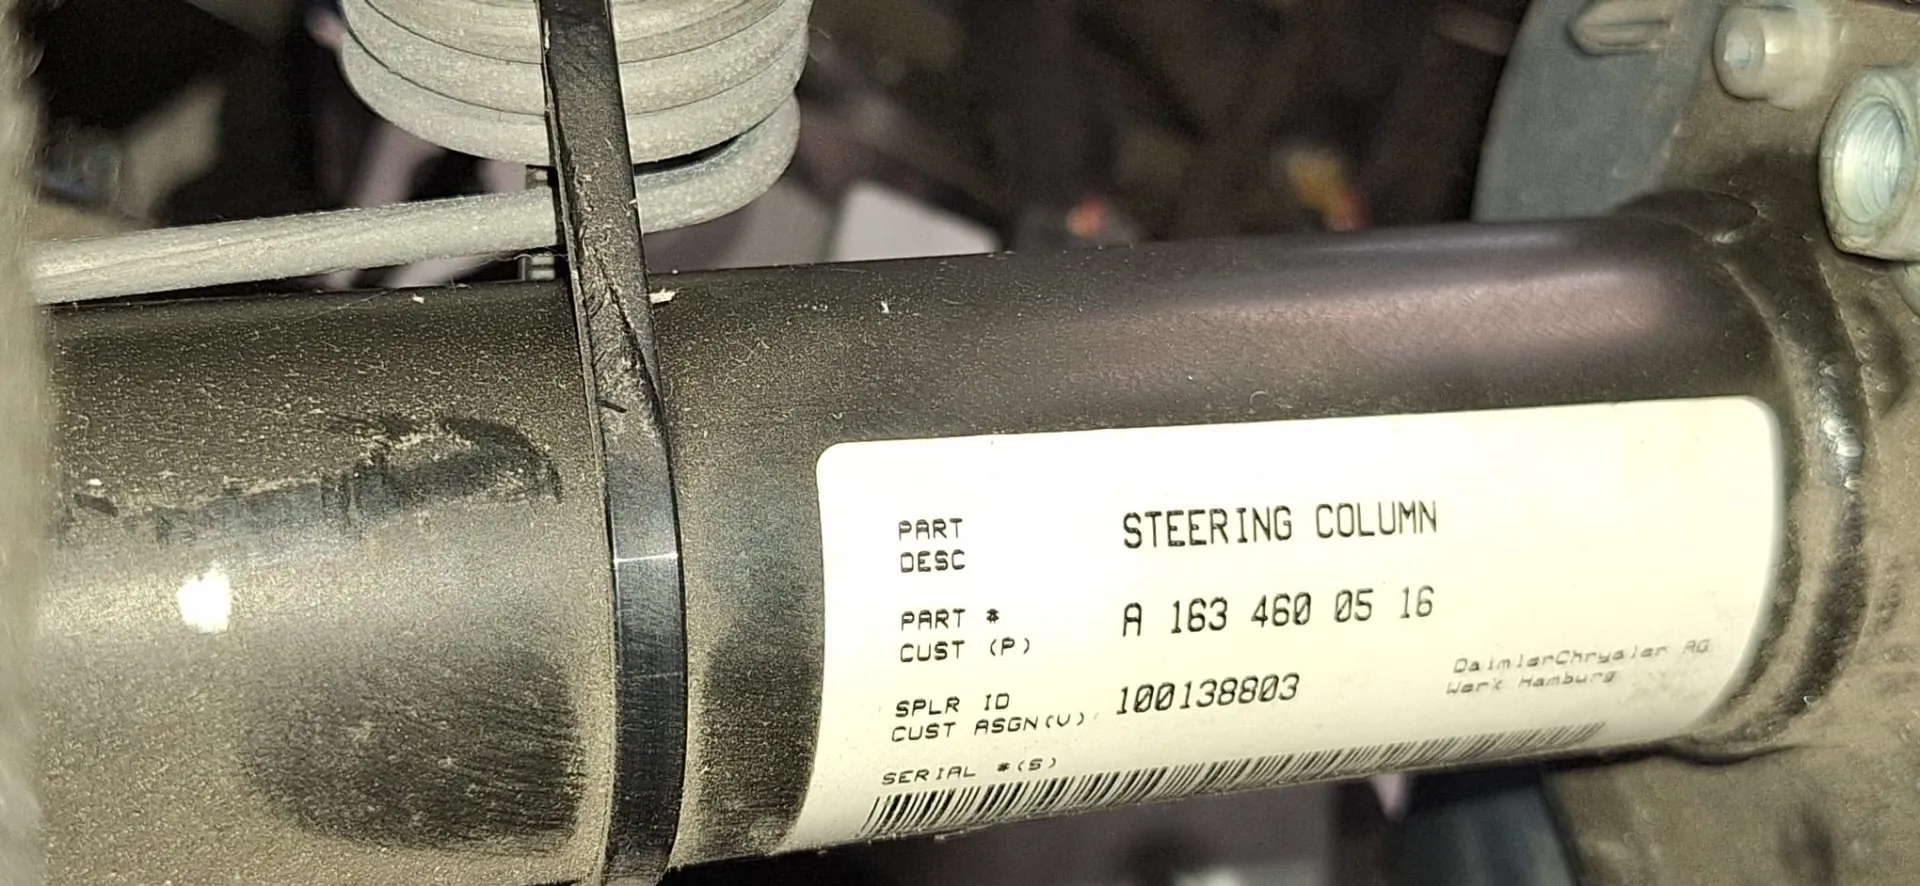 PART STEERING COLUMN
DESC
PART * A 163 460 05 16
CUST (P)
SPLR ID 100138803
CUST ASGN(V)
DaimlerChrysler AG
Werk Hamburg
SERIAL *(S)